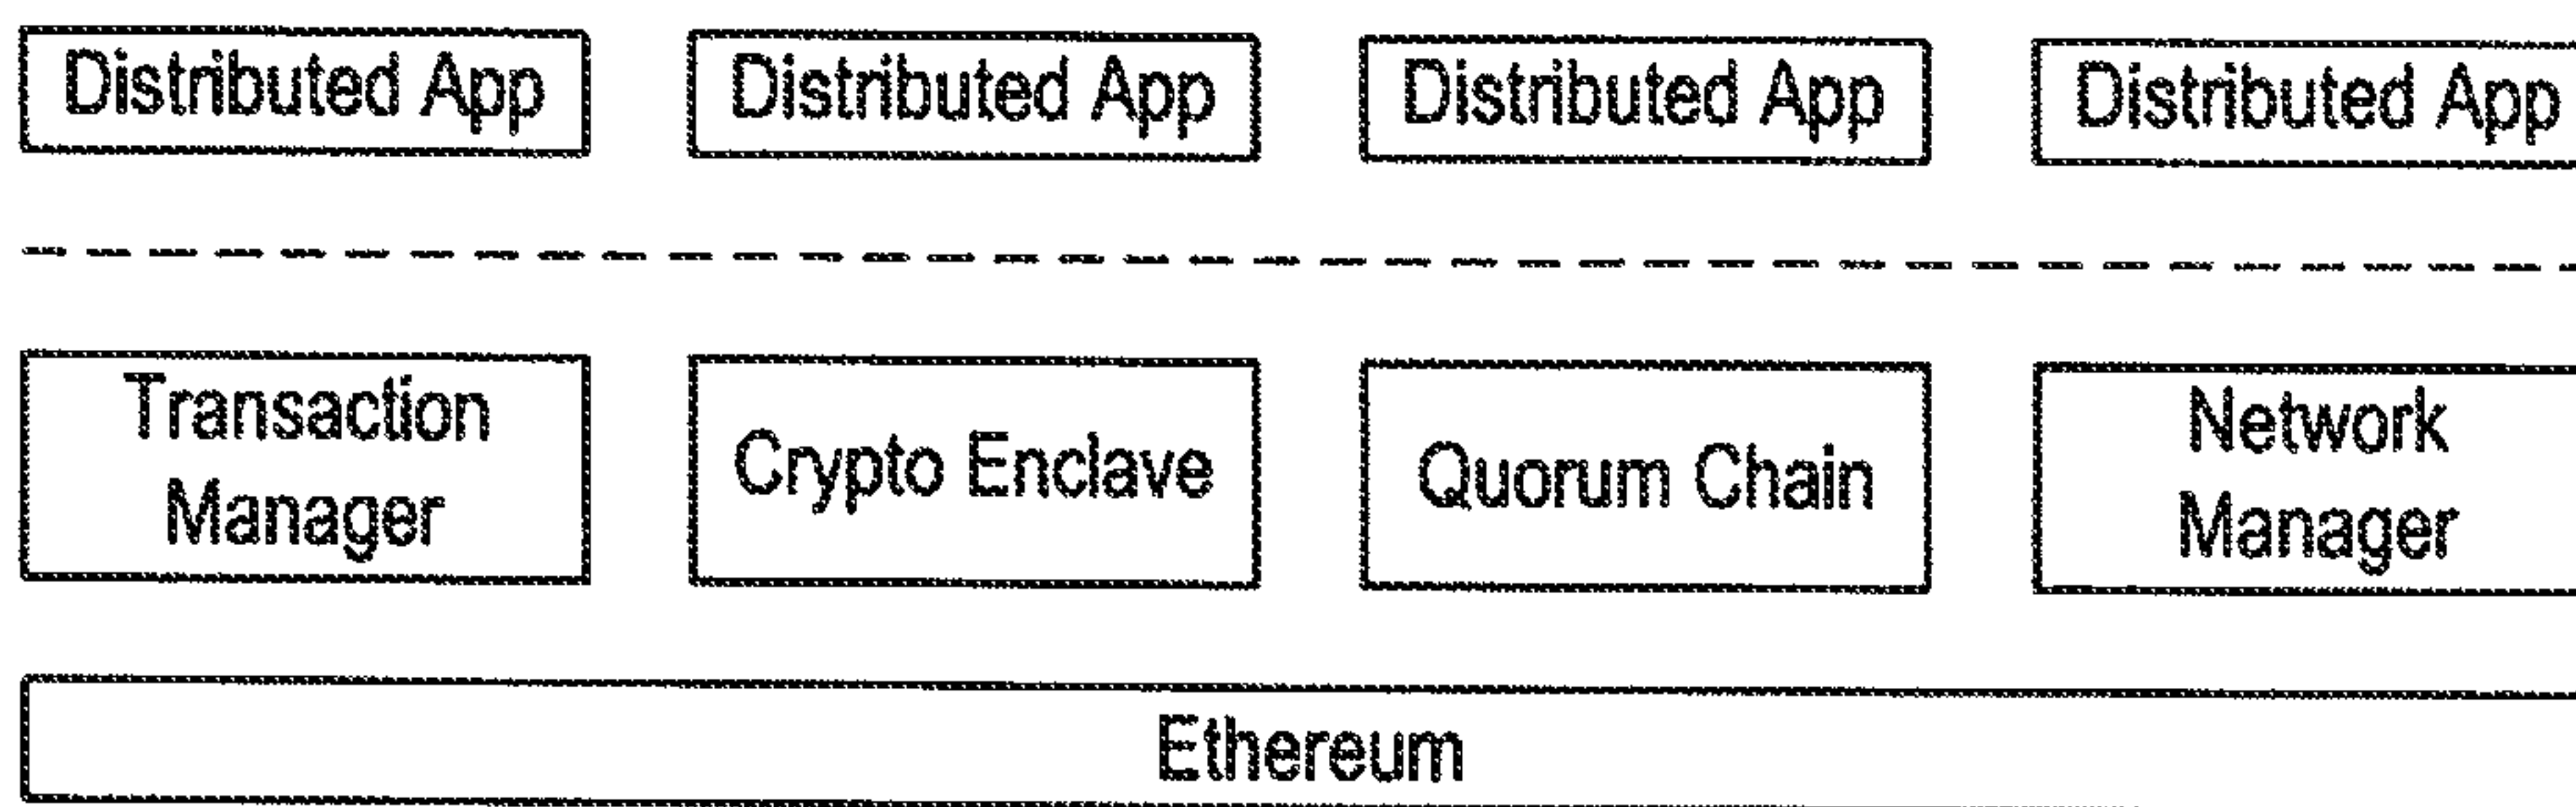 Distributed App Distributed App Distributed App Distributed App
Transaction
Manager
Crypto Enclave
Quorum Chain
Network
Manager
Ethereum